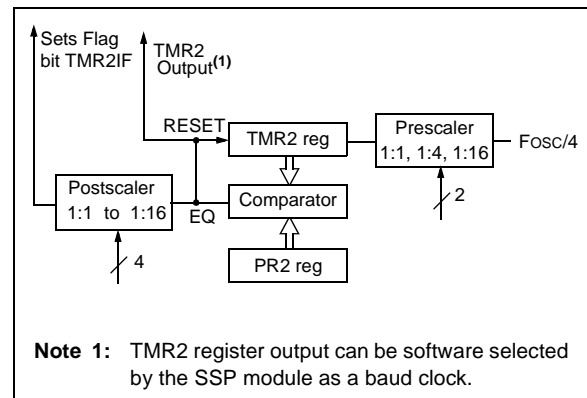 Sets Flag
bit TMR2IF
TMR2
Output(1)
RESET
TMR2 reg
Prescaler
1:1, 1:4, 1:16
FOSC/4
2
Postscaler
1:1 to 1:16
EQ
Comparator
4
PR2 reg
Note 1: TMR2 register output can be software selected
by the SSP module as a baud clock.